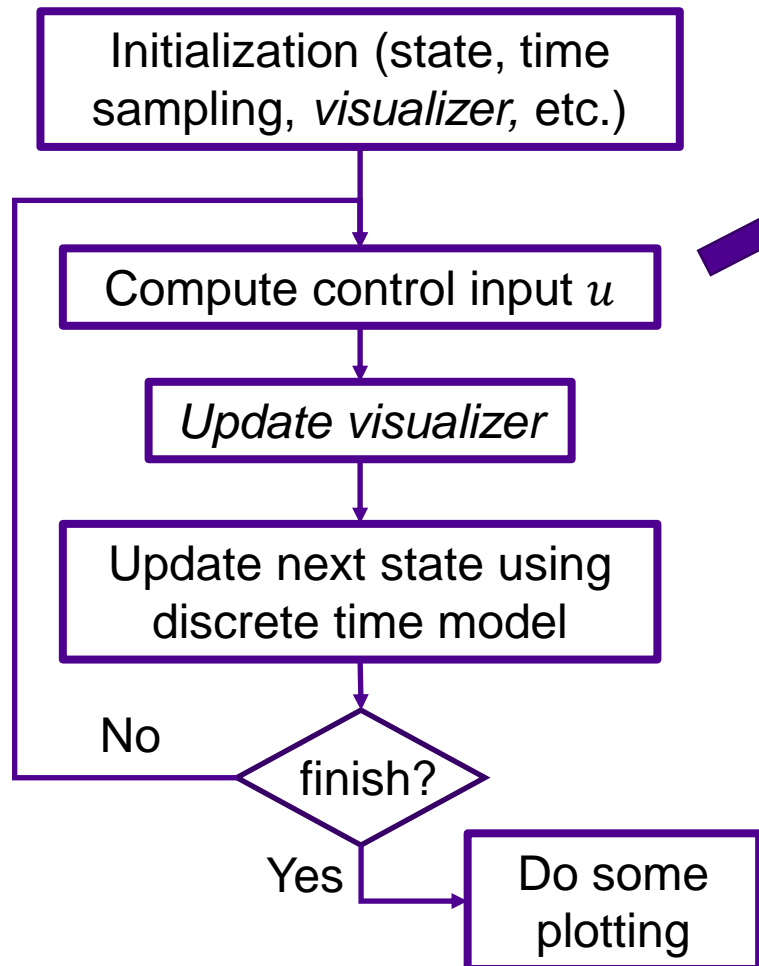 Initialization (state, time
sampling, visualizer, etc.)
Compute control input u
Update visualizer
Update next state using
discrete time model
No
finish?
Yes
Do some
plotting